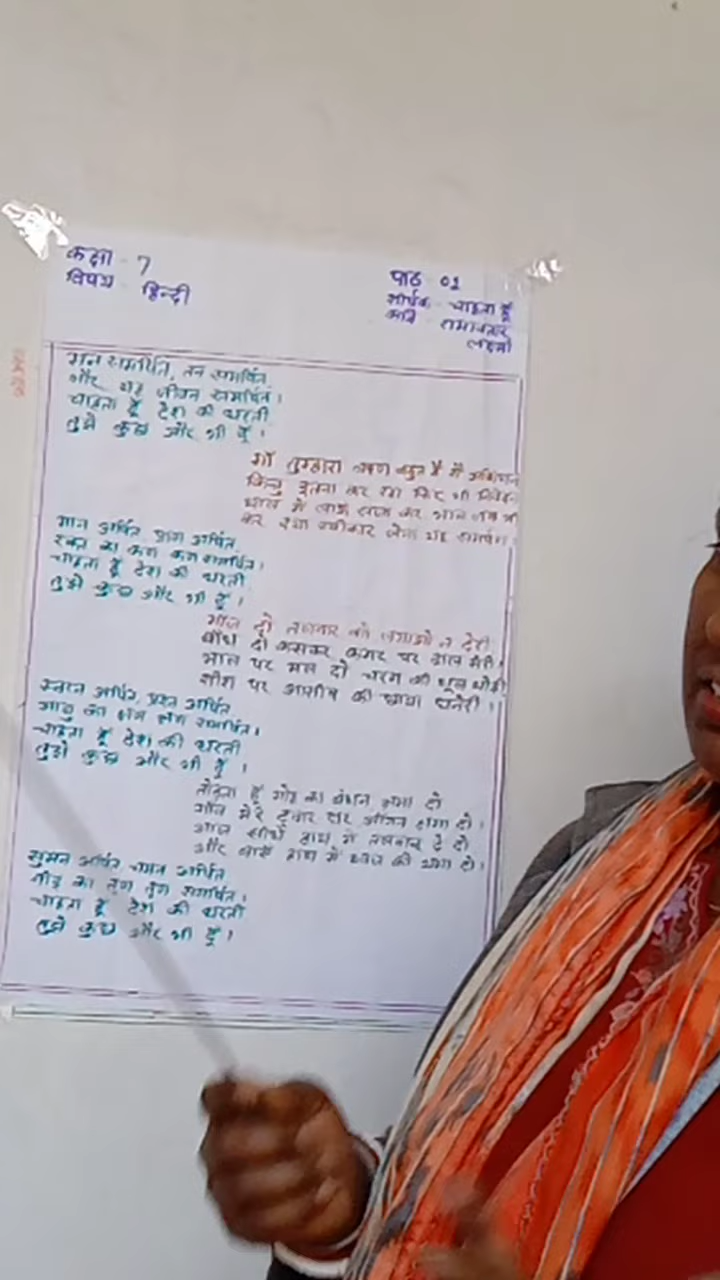 कक्षा - 7
विषय - हिन्दी
पाठ - 01
शीर्षक - चाहता हूँ
कवि - रामावतार
त्यागी
मन समर्पित, तन समर्पित
और यह जीवन समर्पित।
चाहता हूँ देश की धरती
तुझे कुछ और भी दूँ।
माँ तुम्हारा ऋण बहुत है मैं अकिंचन
किन्तु इतना कर रहा फिर भी निवेदन
थाल में लाऊँ सजा कर भाल जब भी
कर दया स्वीकार लेना यह समर्पण।
गान अर्पित, प्राण अर्पित
रक्त का कण कण समर्पित।
चाहता हूँ देश की धरती
तुझे कुछ और भी दूँ।
माँज दो तलवार को लगाओ न देरी
बाँध दो कसकर कमर पर ढाल मेरी
भाल पर मल दो चरण की धूल थोड़ी
शीश पर आशीष की छाया घनेरी।
स्वप्न अर्पित, प्रश्न अर्पित
आयु का क्षण क्षण समर्पित।
चाहता हूँ देश की धरती
तुझे कुछ और भी दूँ।
तोड़ता हूँ मोह का बंधन क्षमा दो
गाँव मेरे द्वार घर आँगन क्षमा दो।
आज सीधे हाथ में तलवार दे दो
और बायें हाथ में ध्वज को थमा दो।
सुमन अर्पित, चमन अर्पित
नीड़ का तृण तृण समर्पित।
चाहता हूँ देश की धरती
तुझे कुछ और भी दूँ।